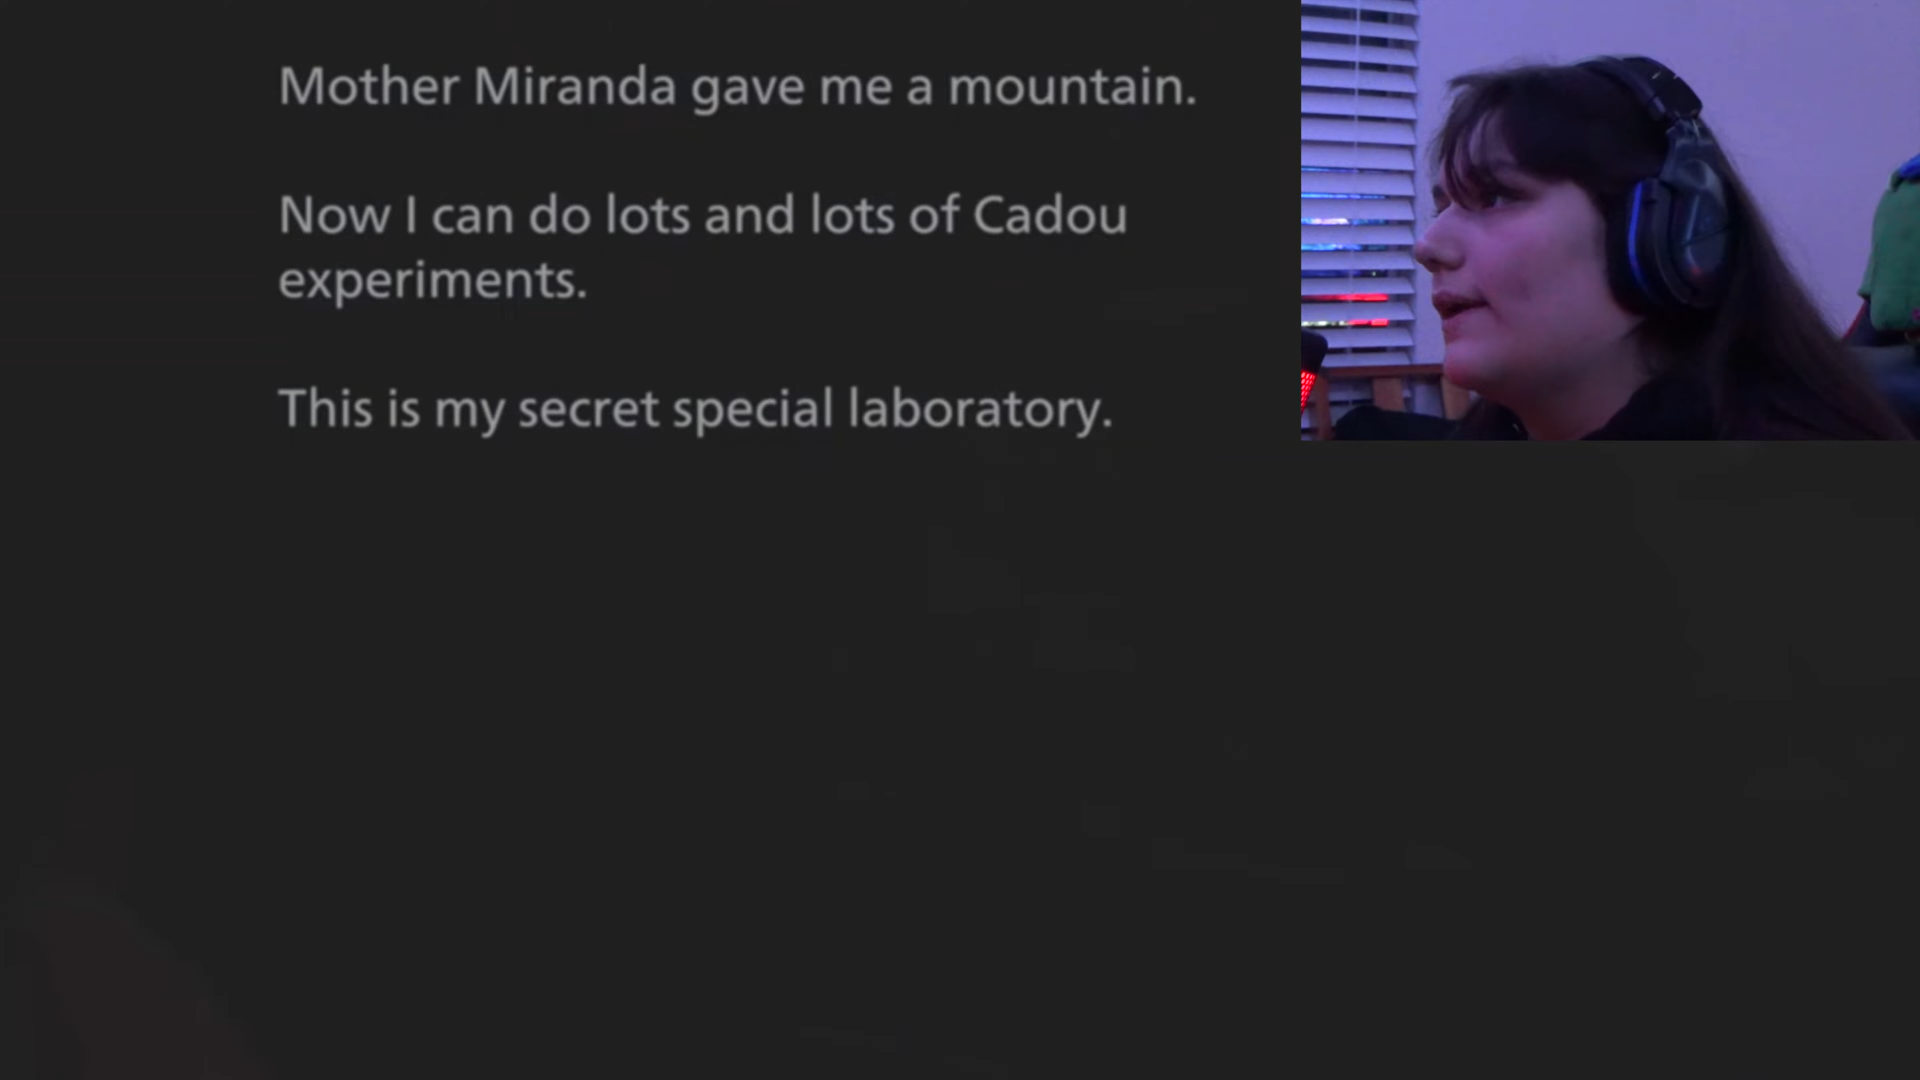 Mother Miranda gave me a mountain.
Now I can do lots and lots of Cadou
experiments.
This is my secret special laboratory.